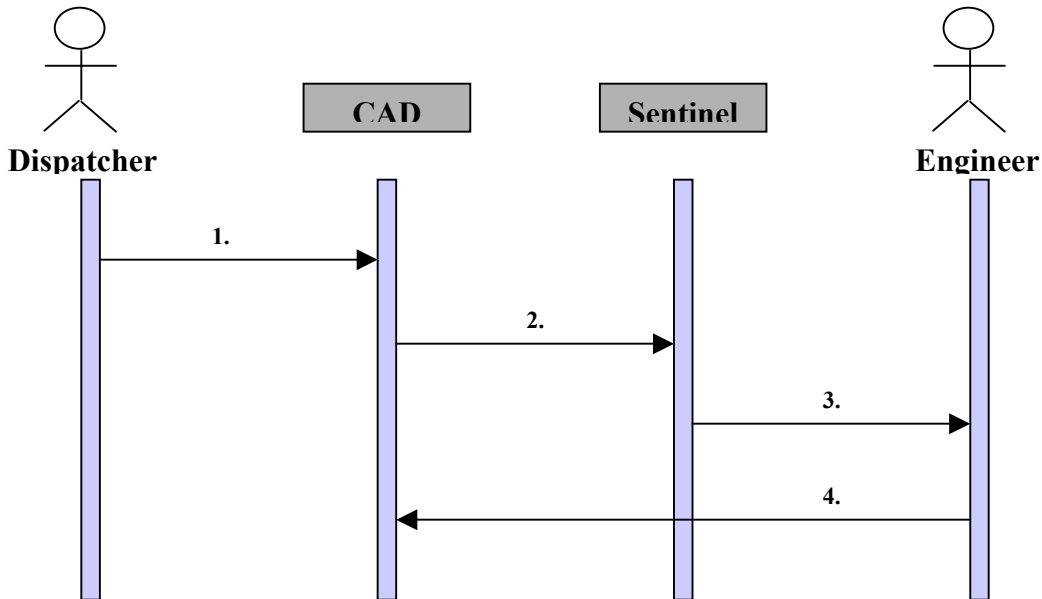 CAD
Sentinel
Dispatcher
Engineer
1.
2.
3.
4.